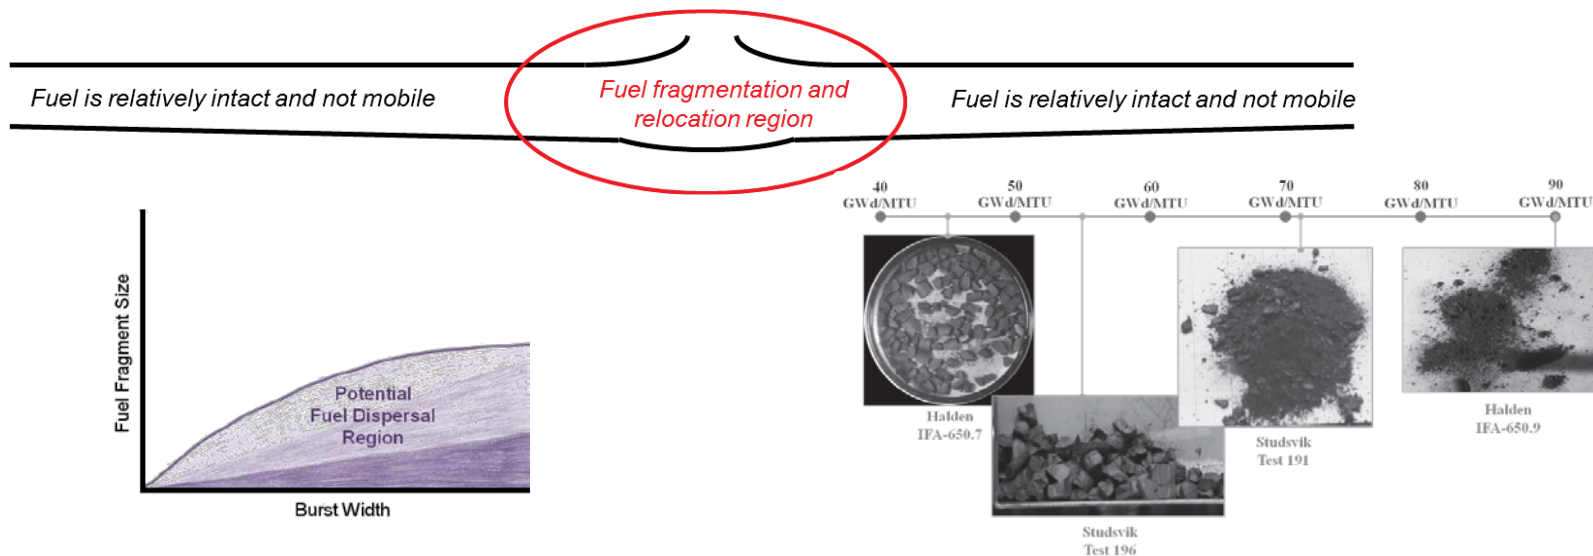 Fuel is relatively intact and not mobile
Fuel fragmentation and
relocation region
Fuel is relatively intact and not mobile
40
GWd/MTU
50
GWd/MTU
60
GWd/MTU
70
GWd/MTU
80
GWd/MTU
90
GWd/MTU
Fuel Fragment Size
Potential
Fuel Dispersal
Region
Burst Width
Halden
IFA-650.7
Studsvik
Test 196
Studsvik
Test 191
Halden
IFA-650.9